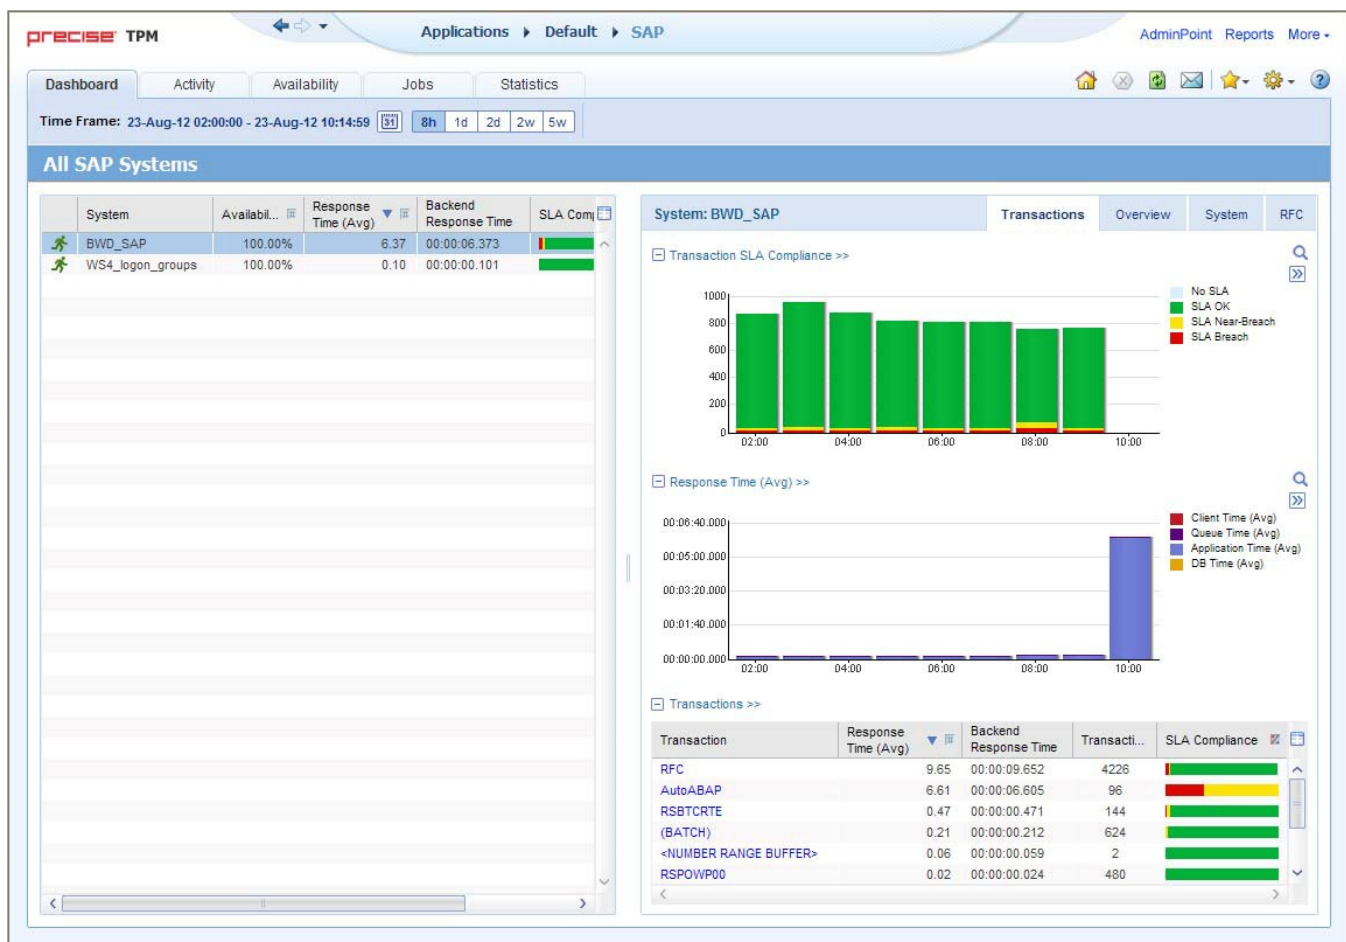 precise TPM
Applications Default SAP
AdminPoint Reports More
Dashboard Activity Availability Jobs Statistics
Time Frame: 23-Aug-12 02:00:00 - 23-Aug-12 10:14:59 31 8h 1d 2d 2w 5w
All SAP Systems
System Availabil... Response Time (Avg) Backend Response Time SLA Com
BWD_SAP 100.00% 6.37 00:00:06.373
WS4_logon_groups 100.00% 0.10 00:00:00.101
System: BWD_SAP Transactions Overview System RFC
Transaction SLA Compliance >>
1000
800
600
400
200
0
02:00 04:00 06:00 08:00 10:00
No SLA
SLA OK
SLA Near-Breach
SLA Breach
Response Time (Avg) >>
00:06:40.000
00:05:00.000
00:03:20.000
00:01:40.000
00:00:00.000
02:00 04:00 06:00 08:00 10:00
Client Time (Avg)
Queue Time (Avg)
Application Time (Avg)
DB Time (Avg)
Transactions >>
Transaction Response Time (Avg) Backend Response Time Transacti... SLA Compliance
RFC 9.65 00:00:09.652 4226
AutoABAP 6.61 00:00:06.605 96
RSBTCRTE 0.47 00:00:00.471 144
(BATCH) 0.21 00:00:00.212 624
<NUMBER RANGE BUFFER> 0.06 00:00:00.059 2
RSPOWP00 0.02 00:00:00.024 480